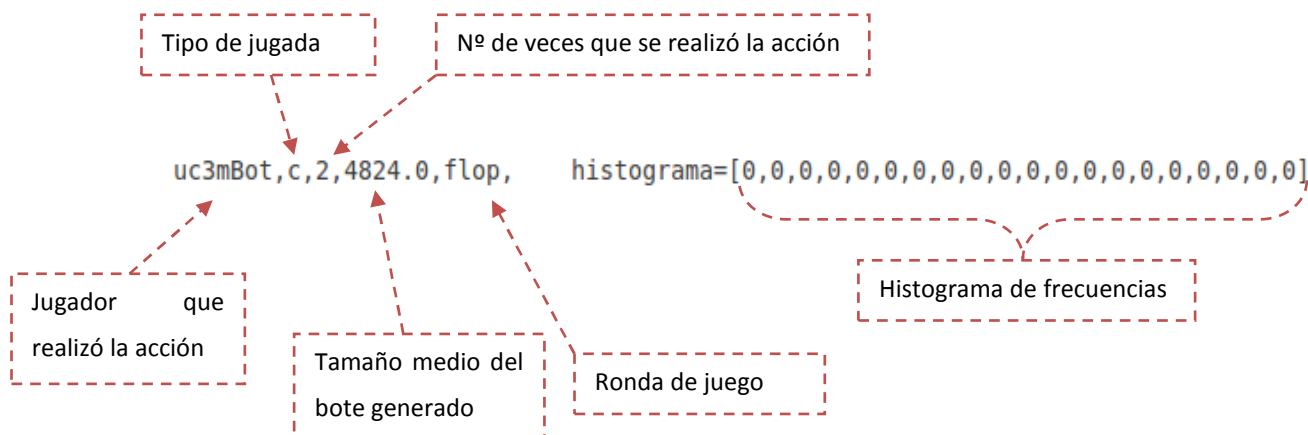 Tipo de jugada
Nº de veces que se realizó la acción
uc3mBot,c,2,4824.0,flop, histograma=[0,0,0,0,0,0,0,0,0,0,0,0,0,0,0,0,0,0,0,0]
Histograma de frecuencias
Jugador que
realizó la acción
Tamaño medio del
bote generado
Ronda de juego